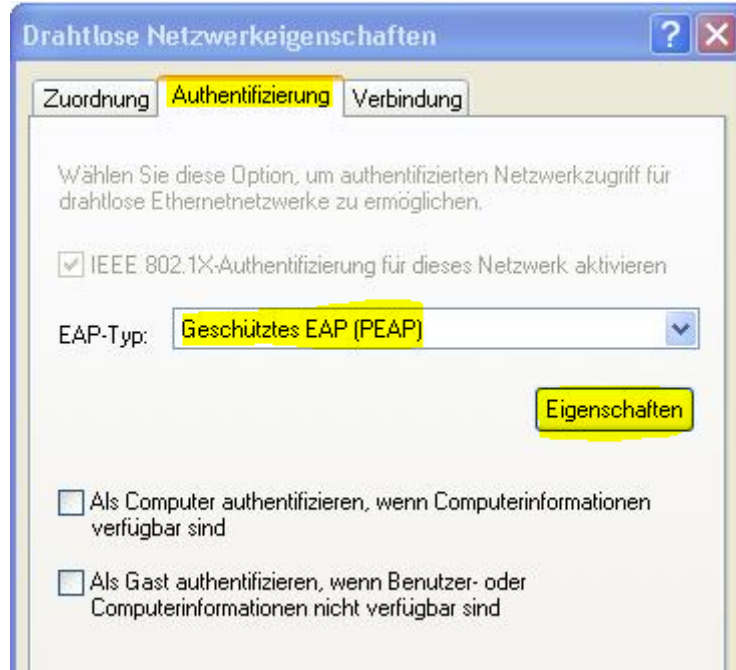 Drahtlose Netzwerkeigenschaften
Zuordnung Authentifizierung Verbindung
Wählen Sie diese Option, um authentifizierten Netzwerkzugriff für
drahtlose Ethernetnetzwerke zu ermöglichen.
IEEE 802.1X-Authentifizierung für dieses Netzwerk aktivieren
EAP-Typ: Geschütztes EAP (PEAP)
Eigenschaften
Als Computer authentifizieren, wenn Computerinformationen
verfügbar sind
Als Gast authentifizieren, wenn Benutzer- oder
Computerinformationen nicht verfügbar sind